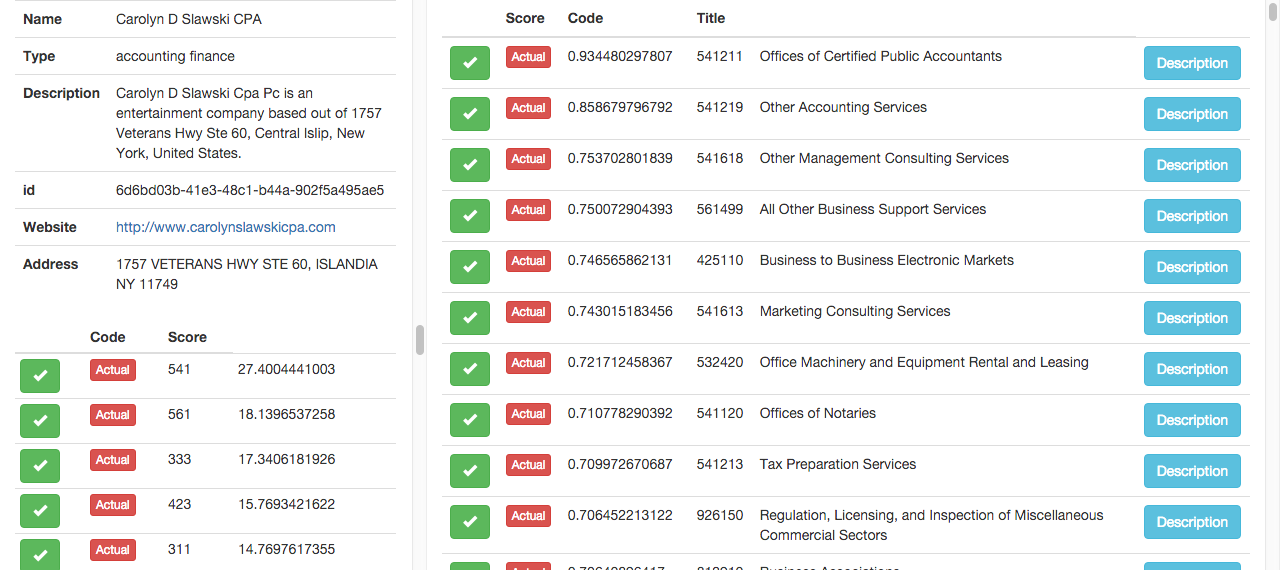 Name Carolyn D Slawski CPA
Type accounting finance
Description Carolyn D Slawski Cpa Pc is an
entertainment company based out of 1757
Veterans Hwy Ste 60, Central Islip, New
York, United States.
id 6d6bd03b-41e3-48c1-b44a-902f5a495ae5
Website http://www.carolynslawskicpa.com
Address 1757 VETERANS HWY STE 60, ISLANDIA
NY 11749
Code Score
Actual 541 27.4004441003
Actual 561 18.1396537258
Actual 333 17.3406181926
Actual 423 15.7693421622
Actual 311 14.7697617355
Score Code Title
Actual 0.934480297807 541211 Offices of Certified Public Accountants Description
Actual 0.858679796792 541219 Other Accounting Services Description
Actual 0.753702801839 541618 Other Management Consulting Services Description
Actual 0.750072904393 561499 All Other Business Support Services Description
Actual 0.746565862131 425110 Business to Business Electronic Markets Description
Actual 0.743015183456 541613 Marketing Consulting Services Description
Actual 0.721712458367 532420 Office Machinery and Equipment Rental and Leasing Description
Actual 0.710778290392 541120 Offices of Notaries Description
Actual 0.709972670687 541213 Tax Preparation Services Description
Actual 0.706452213122 926150 Regulation, Licensing, and Inspection of Miscellaneous Description
Commercial Sectors